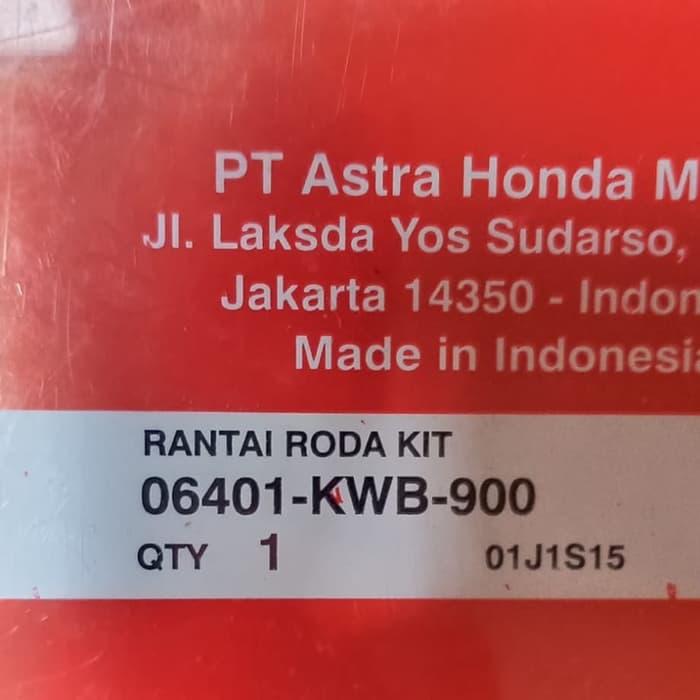 PT Astra Honda M
Jl. Laksda Yos Sudarso,
Jakarta 14350 - Indon
Made in Indonesia
RANTAI RODA KIT
06401-KWB-900
QTY 1 01J1S15